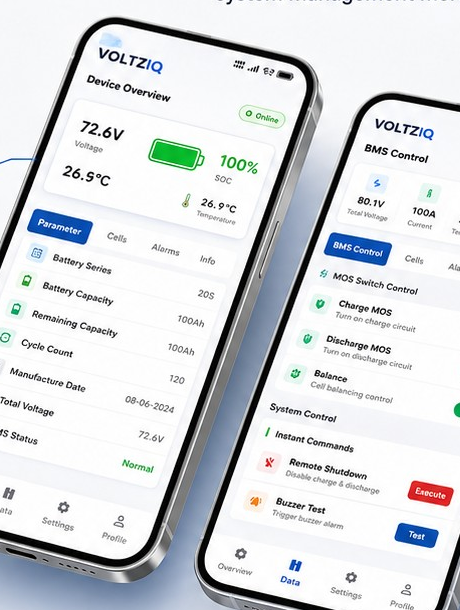 VOLTZIQ
Device Overview
Online
72.6V
Voltage
100%
SOC
26.5°C
26.9°C
Temperature
Parameter
Cells
Alarms
Info
Battery Series
20S
Battery Capacity
100Ah
Remaining Capacity
100Ah
Cycle Count
120
Manufacture Date
08-06-2024
Total Voltage
72.6V
MS Status
Normal
ata
Settings
Profile
VOLTZIQ
BMS Control
80.1V
Total Voltage
100A
Current
BMS Control
Cells
Ala
MOS Switch Control
Charge MOS
Turn on charge circuit
Discharge MOS
Turn on discharge circuit
Balance
Cell balancing control
System Control
Instant Commands
Remote Shutdown
Disable charge & discharge
Execute
Buzzer Test
Trigger buzzer alarm
Test
Overview
Data
Settings
Profile